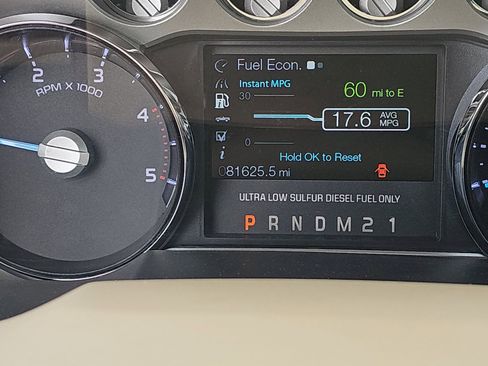 Fuel Econ.
Instant MPG
30
60 mi to E
17.6 AVG MPG
0
Hold OK to Reset
081625.5 mi
ULTRA LOW SULFUR DIESEL FUEL ONLY
P R N D M 2 1
2 3 4 5
RPM X 1000